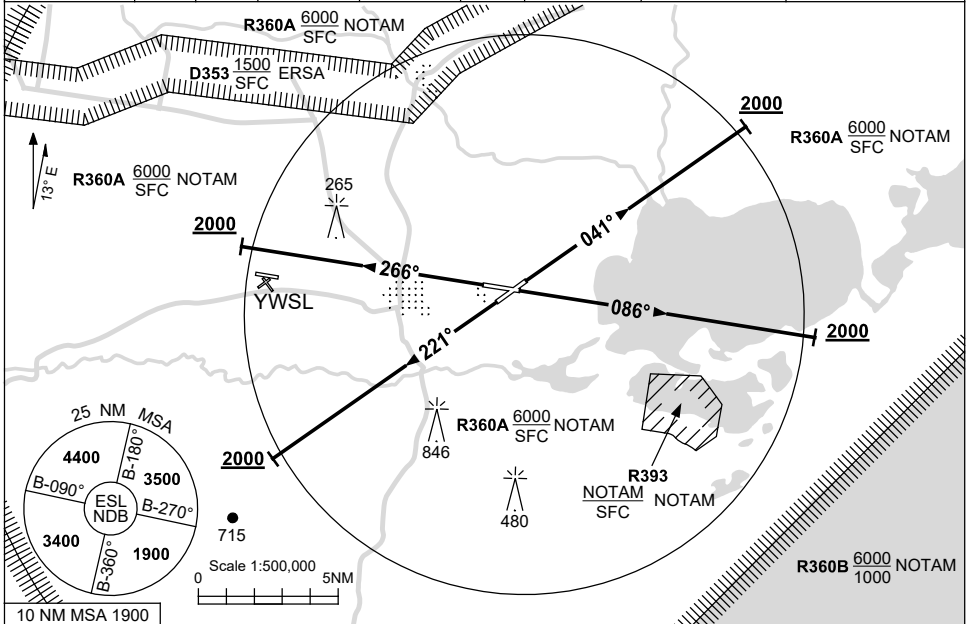 R360A 6000 NOTAM
SFC
D353 1500 ERSA
SFC
2000
R360A 6000 NOTAM
SFC
13° E
R360A 6000 NOTAM
SFC
265
2000
041°
266°
YWSL
086°
2000
221°
25 NM MSA
4400
B-180°
3500
B-090°
ESL
NDB
B-270°
3400
B-360°
1900
2000
715
846
R360A 6000 NOTAM
SFC
480
R393
NOTAM NOTAM
SFC
R360B 6000 NOTAM
1000
Scale 1:500,000
0 5NM
10 NM MSA 1900